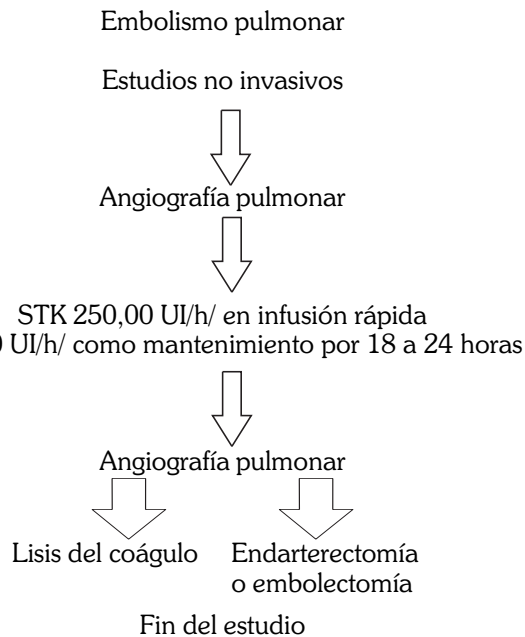 Embolismo pulmonar
Estudios no invasivos
Angiografía pulmonar
STK 250,00 UI/h/ en infusión rápida
UI/h/ como mantenimiento por 18 a 24 horas
Angiografía pulmonar
Lisis del coágulo Endarterectomía
o embolectomía
Fin del estudio